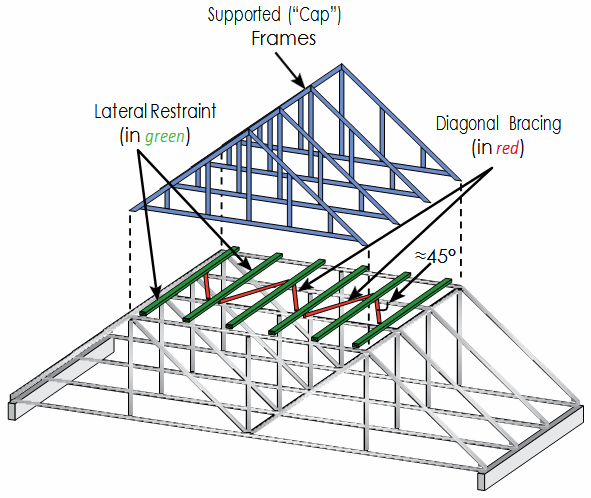 Supported (“Cap”)
Frames
Lateral Restraint
(in green)
Diagonal Bracing
(in red)
≈45º